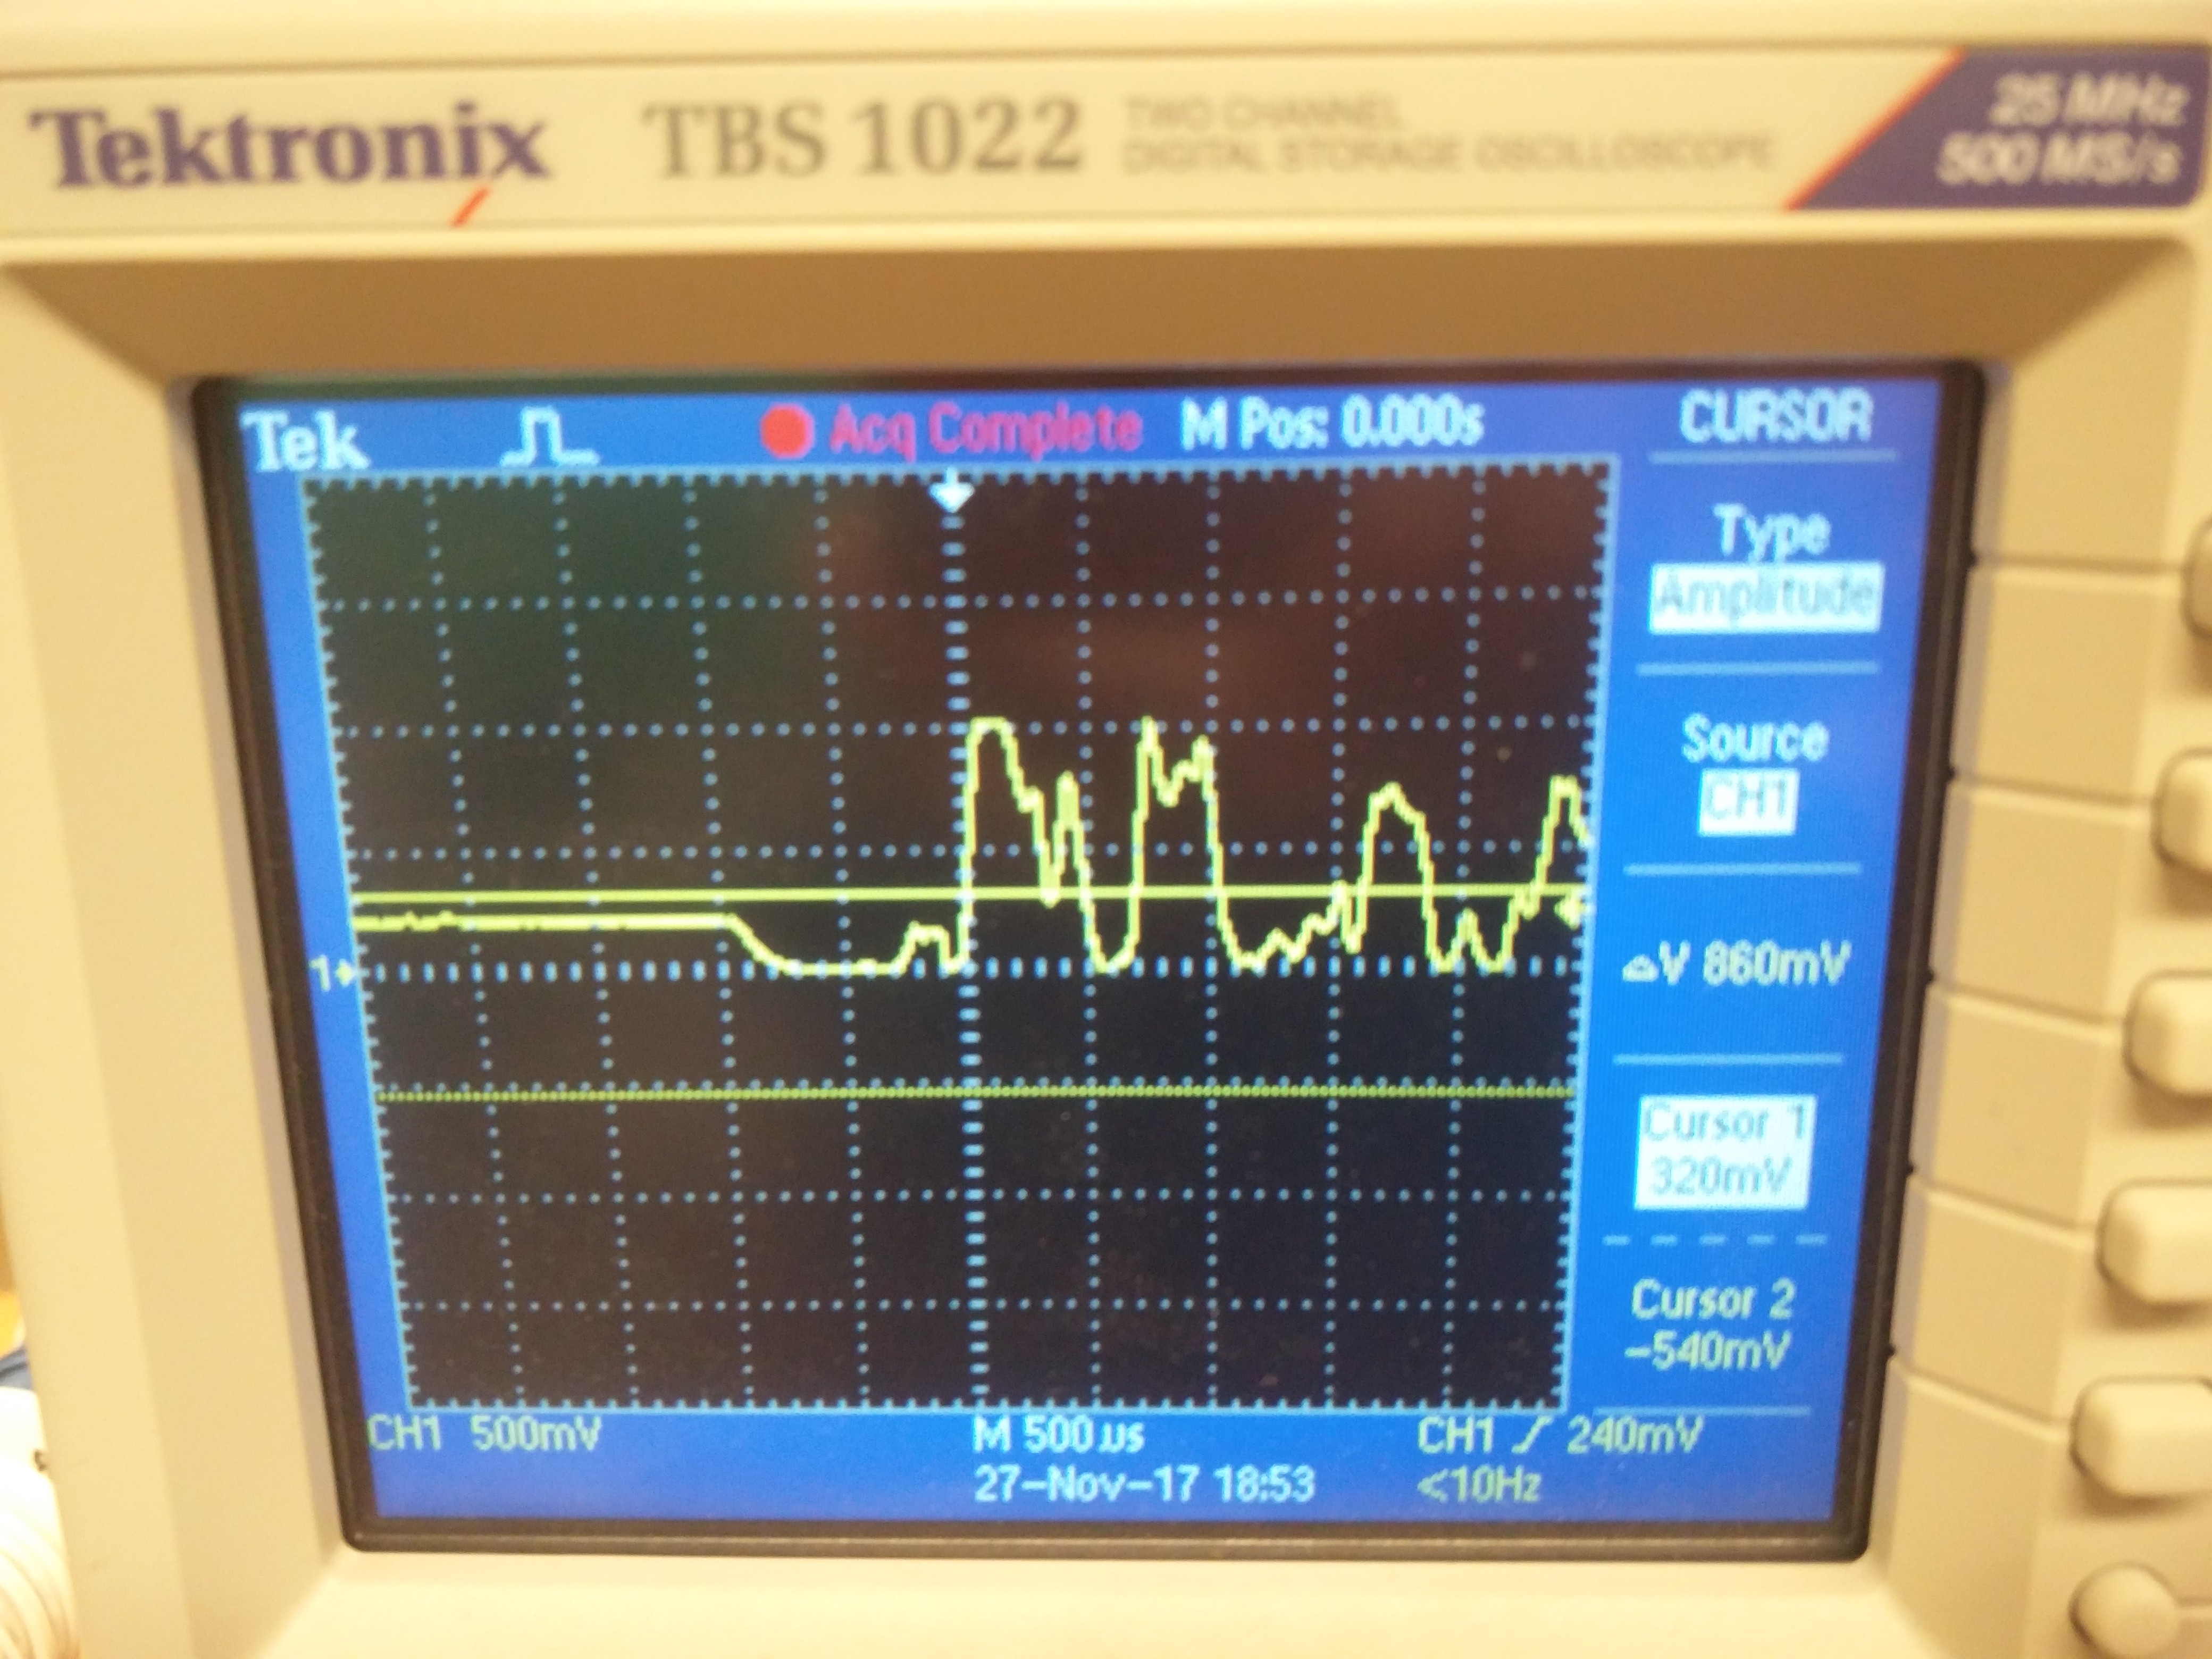 Tektronix TBS 1022 TWO CHANNEL DIGITAL STORAGE OSCILLOSCOPE
25 MHz
500 MS/s
Tek Acq Complete M Pos: 0.000s CURSOR
Type
Amplitude
Source
CH1
1
△V 860mV
Cursor 1
320mV
Cursor 2
-540mV
CH1 500mV M 500µs CH1 240mV
27-Nov-17 18:53 <10Hz